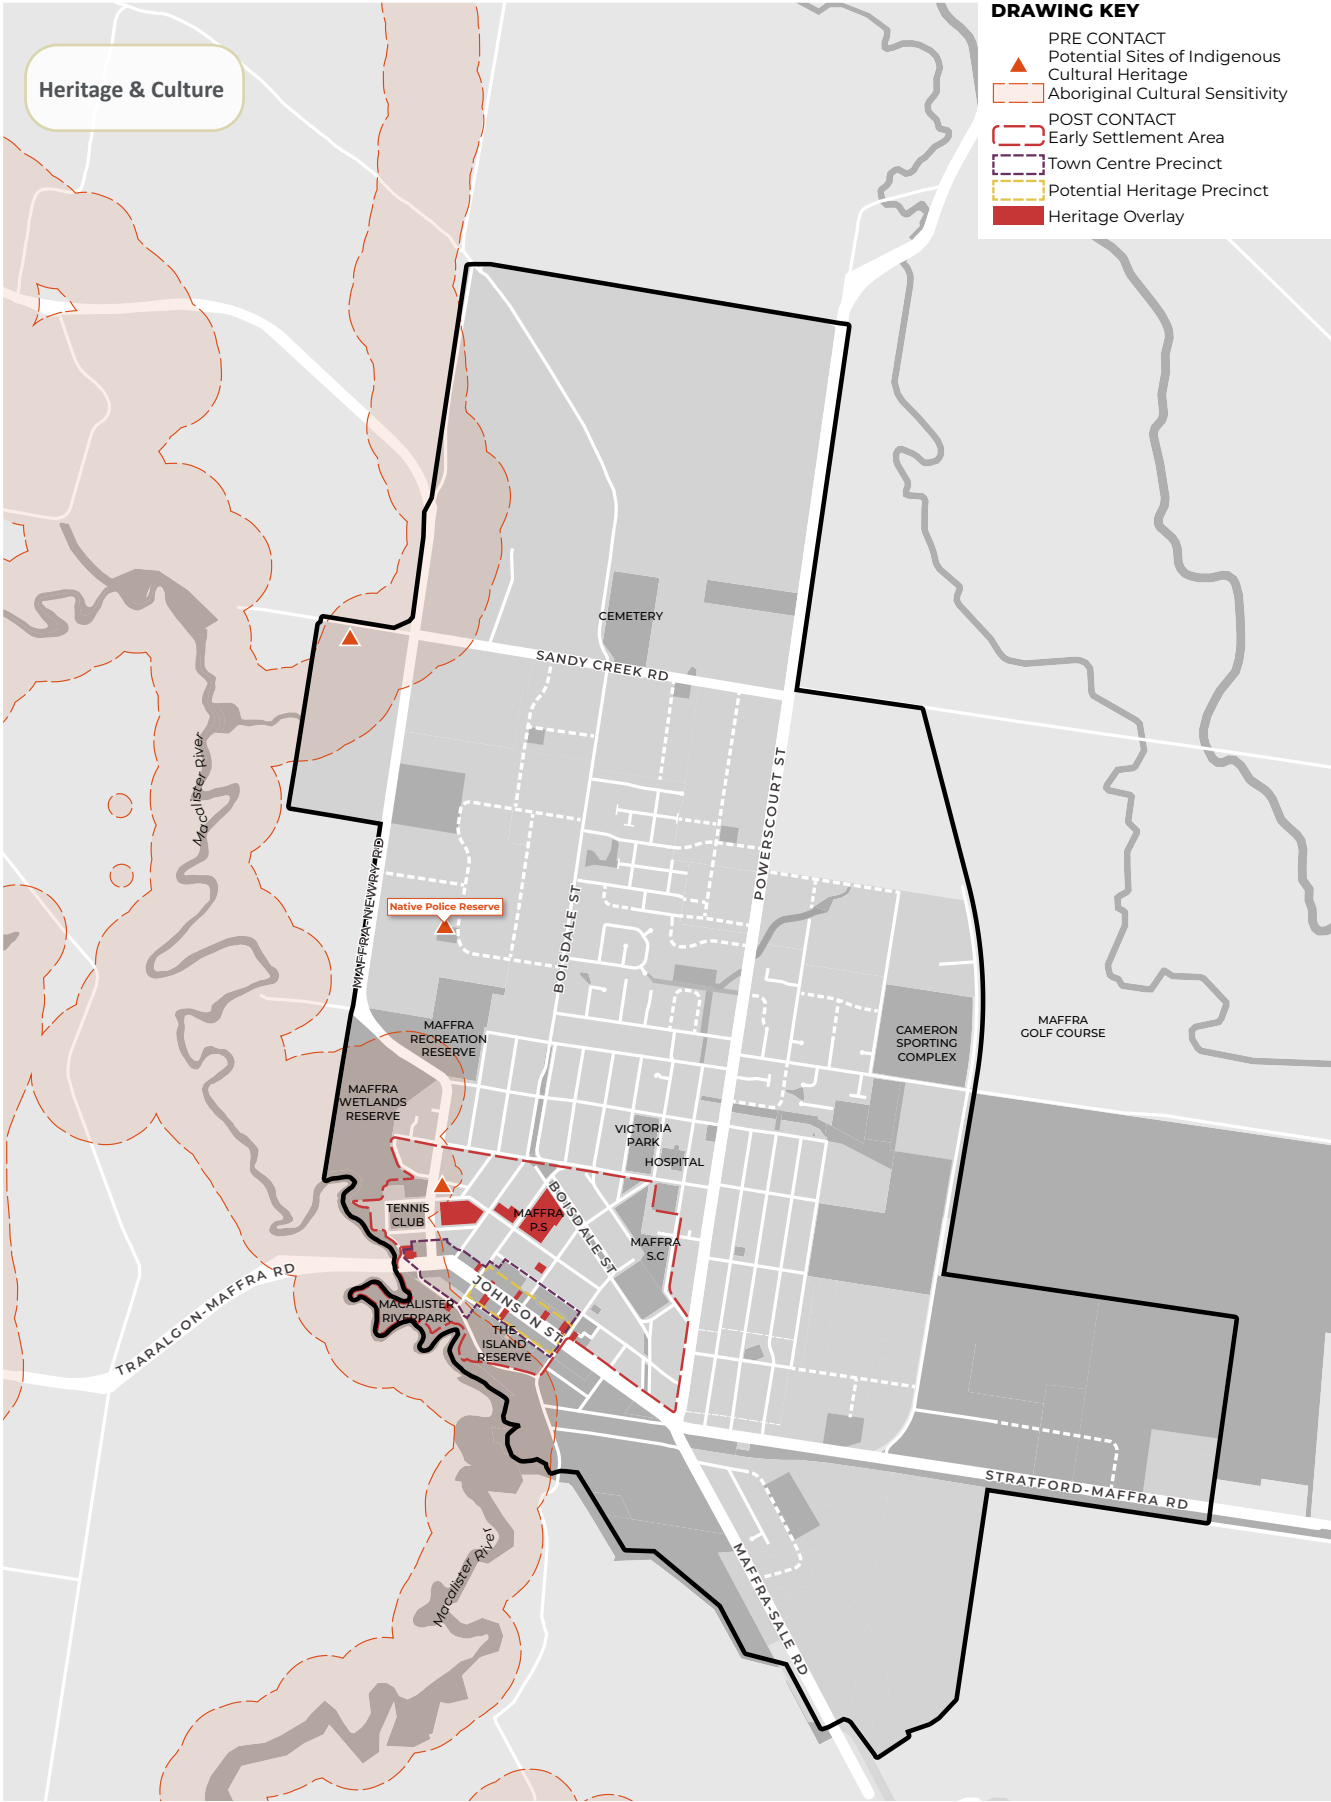 Heritage & Culture
DRAWING KEY
PRE CONTACT
Potential Sites of Indigenous
Cultural Heritage
Aboriginal Cultural Sensitivity
POST CONTACT
Early Settlement Area
Town Centre Precinct
Potential Heritage Precinct
Heritage Overlay
CEMETERY
SANDY CREEK RD
Macalister River
POWERSCOURT ST
MAFFRA-NEWRY RD
Native Police Reserve
BOISDALE ST
MAFFRA
RECREATION
RESERVE
CAMERON
SPORTING
COMPLEX
MAFFRA
GOLF COURSE
MAFFRA
WETLANDS
RESERVE
VICTORIA
PARK
HOSPITAL
BOISDALE ST
TENNIS
CLUB
MAFFRA
P.S
MAFFRA
S.C
TRARALGON-MAFFRA RD
JOHNSON ST
MACALISTER
RIVERPARK
THE
ISLAND
RESERVE
STRATFORD-MAFFRA RD
MAFFRA-SALE RD
Macalister River